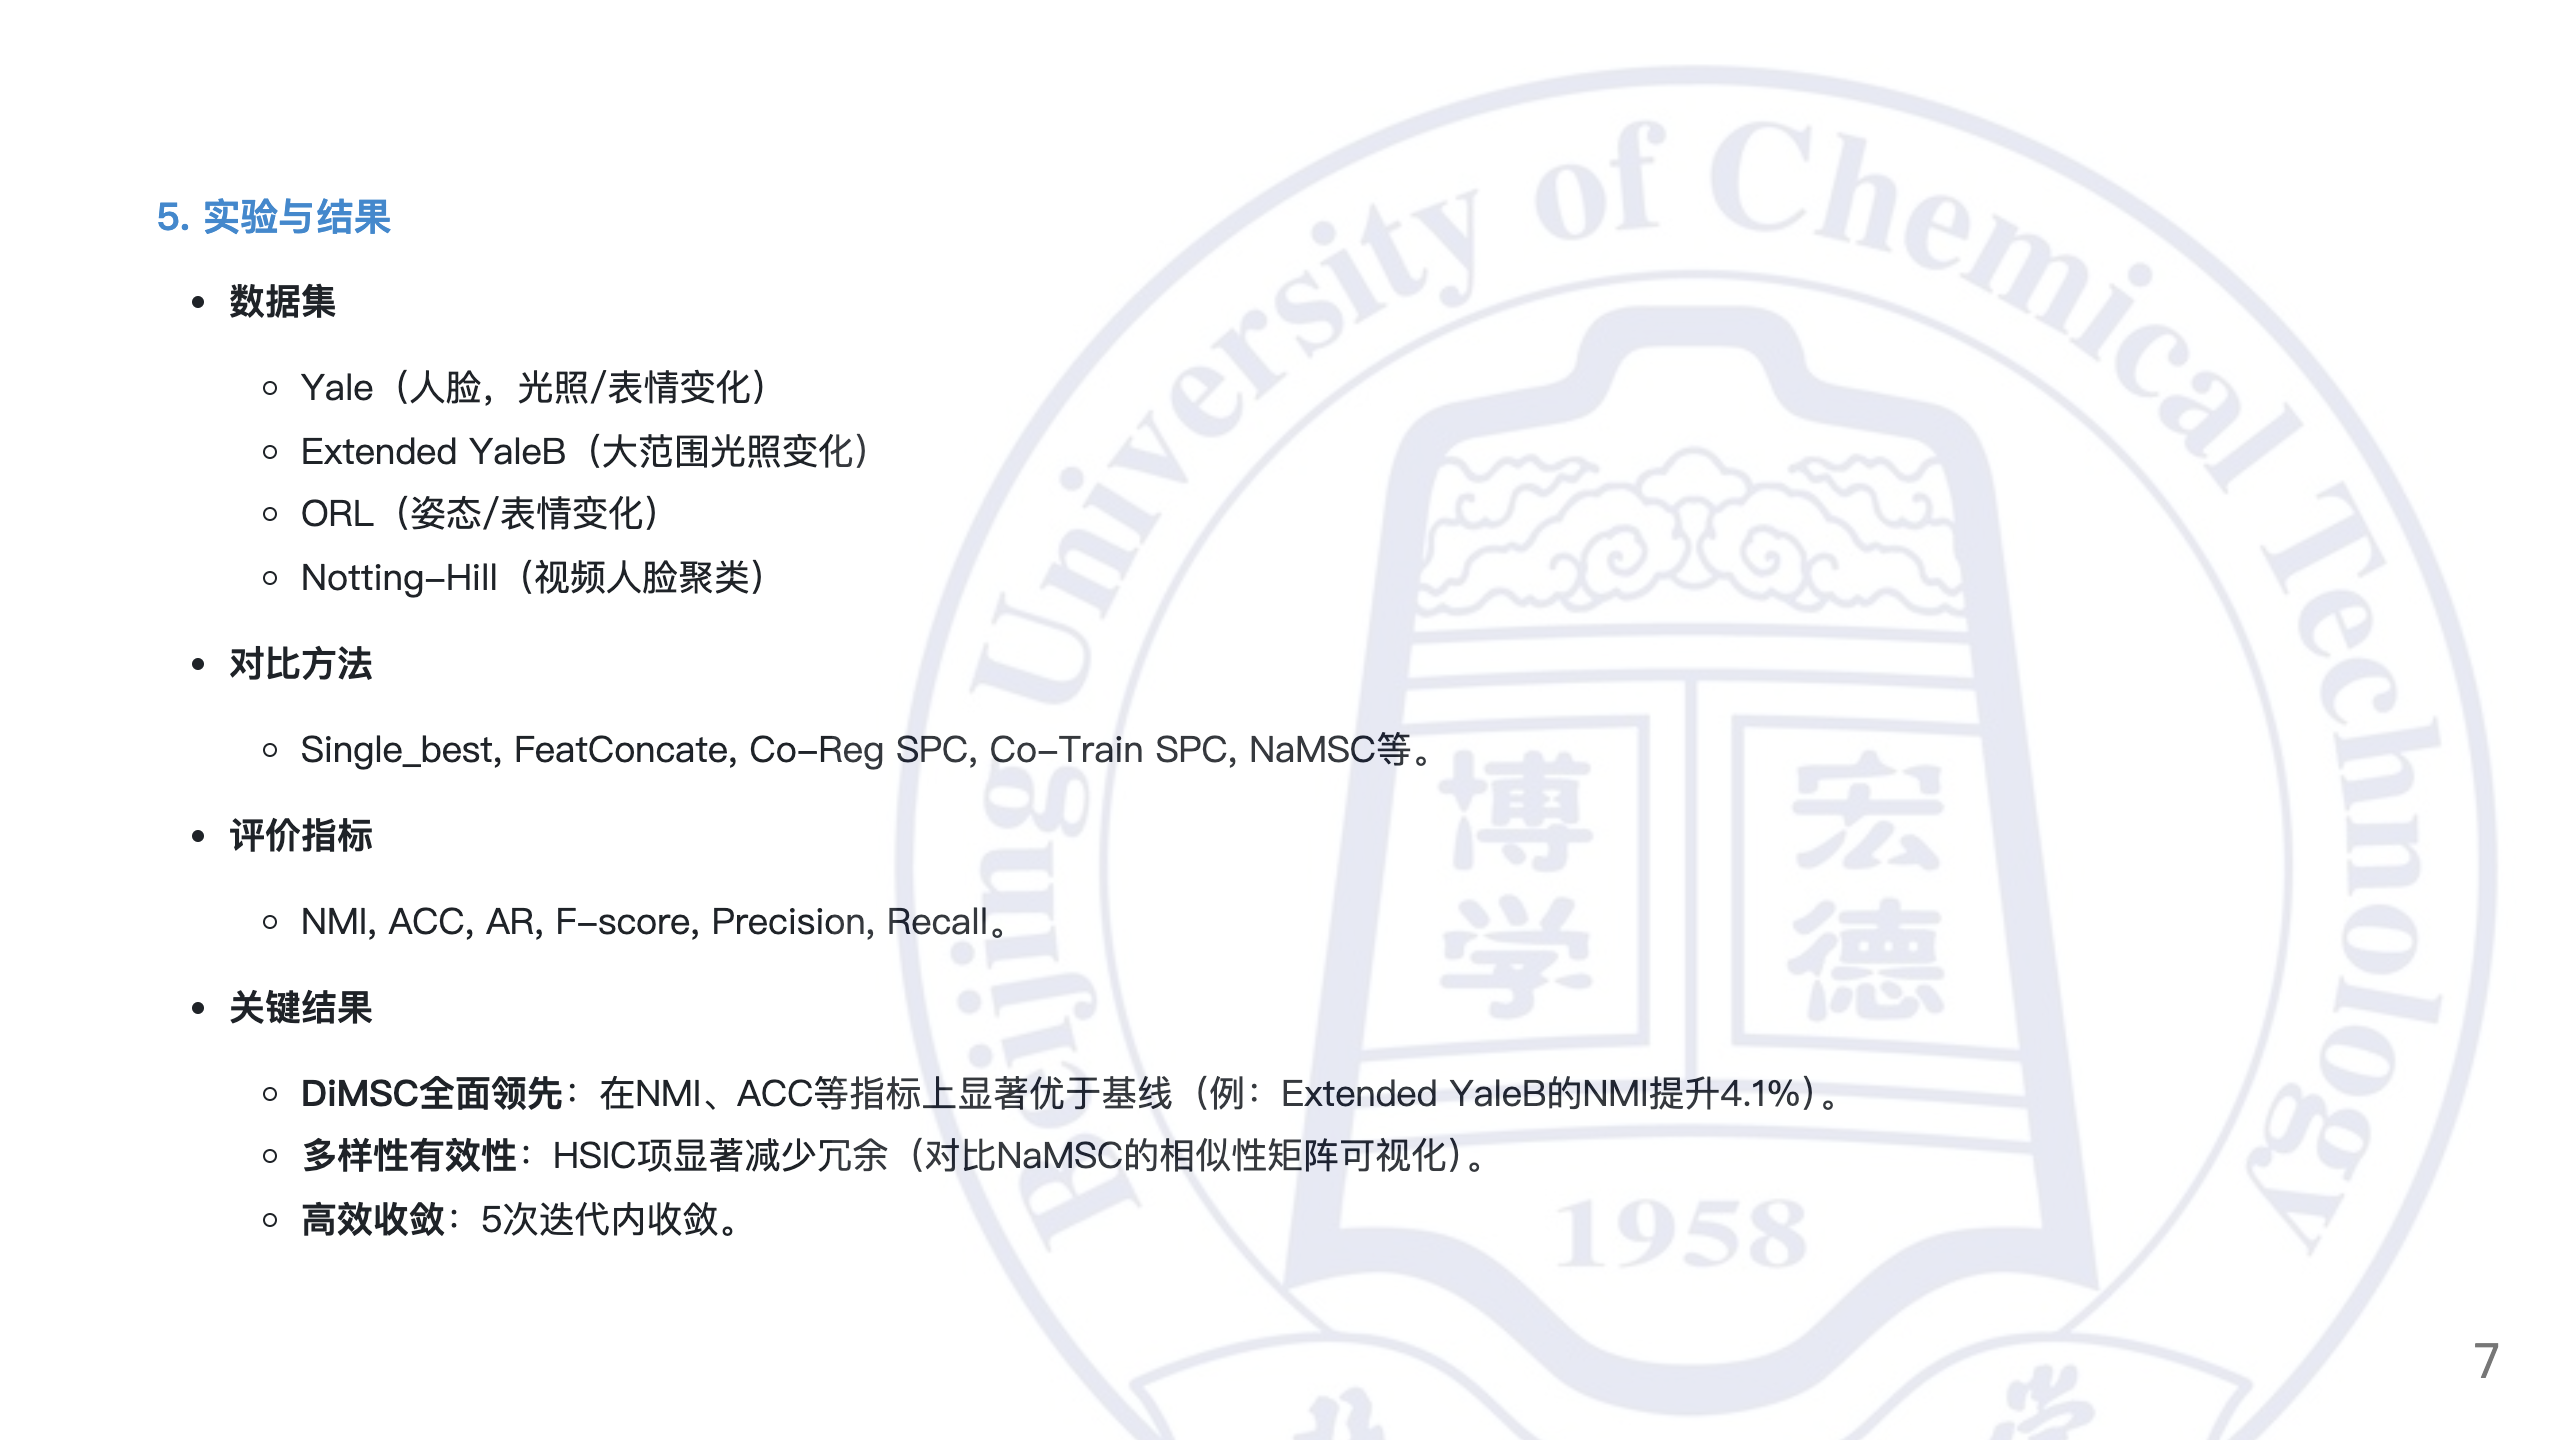 5. 实验与结果
数据集
Yale（人脸，光照/表情变化）
Extended YaleB（大范围光照变化）
ORL（姿态/表情变化）
Notting-Hill（视频人脸聚类）
对比方法
Single_best, FeatConcate, Co-Reg SPC, Co-Train SPC, NaMSC等。
评价指标
NMI, ACC, AR, F-score, Precision, Recall。
关键结果
DiMSC全面领先：在NMI、ACC等指标上显著优于基线（例：Extended YaleB的NMI提升4.1%）。
多样性有效性：HSIC项显著减少冗余（对比NaMSC的相似性矩阵可视化）。
高效收敛：5次迭代内收敛。
Beijing University of Chemical Technology
博学
宏德
1958
7